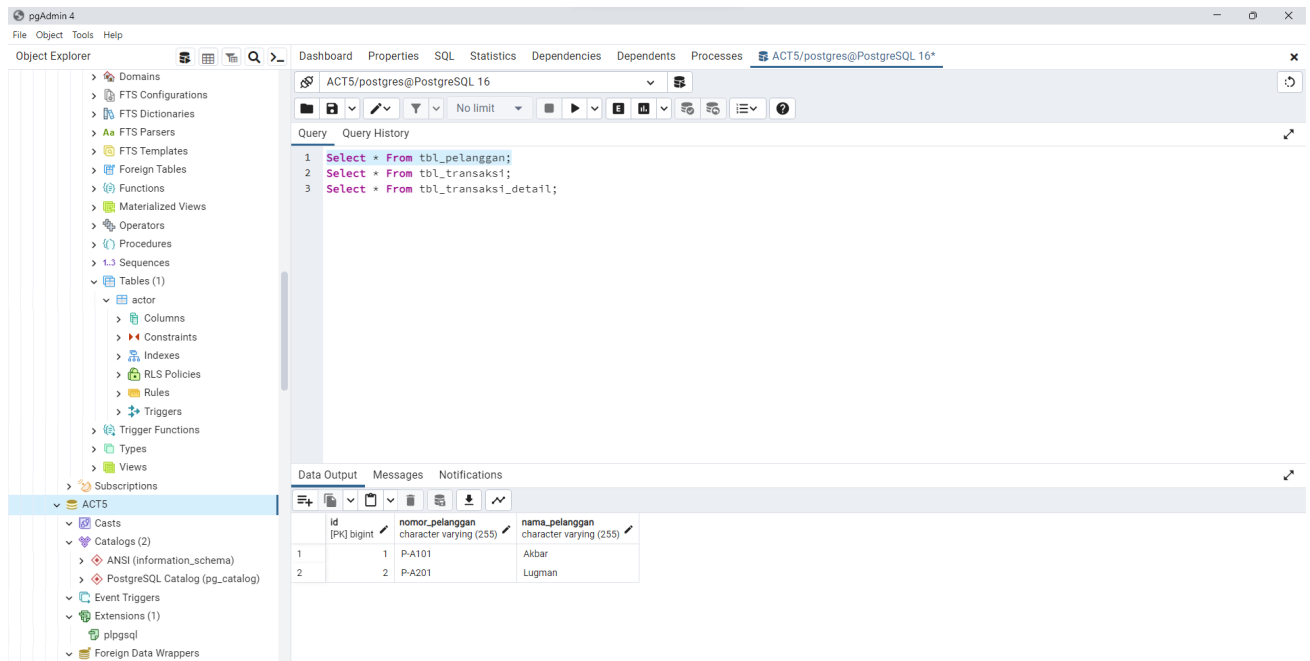 pgAdmin 4
File Object Tools Help
Object Explorer
Dashboard Properties SQL Statistics Dependencies Dependents Processes ACT5/postgres@PostgreSQL 16*
Domains
FTS Configurations
FTS Dictionaries
Aa FTS Parsers
FTS Templates
Foreign Tables
Functions
Materialized Views
Operators
Procedures
1..3 Sequences
Tables (1)
actor
Columns
Constraints
Indexes
RLS Policies
Rules
Triggers
Trigger Functions
Types
Views
Subscriptions
ACT5
Casts
Catalogs (2)
ANSI (information_schema)
PostgreSQL Catalog (pg_catalog)
Event Triggers
Extensions (1)
plpgsql
Foreign Data Wrappers
ACT5/postgres@PostgreSQL 16
No limit
E
Query Query History
1 Select * From tbl_pelanggan;
2 Select * From tbl_transaksi;
3 Select * From tbl_transaksi_detail;
Data Output Messages Notifications
id nomor_pelanggan nama_pelanggan
[PK] bigint character varying (255) character varying (255)
1 1 P-A101 Akbar
2 2 P-A201 Lugman